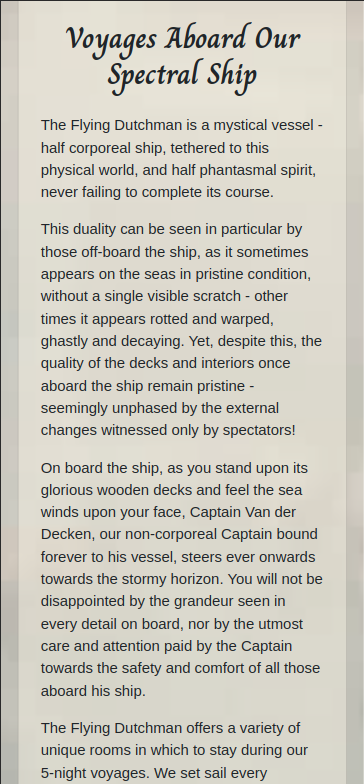 Voyages Aboard Our
Spectral Ship
The Flying Dutchman is a mystical vessel -
half corporeal ship, tethered to this
physical world, and half phantasmal spirit,
never failing to complete its course.
This duality can be seen in particular by
those off-board the ship, as it sometimes
appears on the seas in pristine condition,
without a single visible scratch - other
times it appears rotted and warped,
ghastly and decaying. Yet, despite this, the
quality of the decks and interiors once
aboard the ship remain pristine -
seemingly unphased by the external
changes witnessed only by spectators!
On board the ship, as you stand upon its
glorious wooden decks and feel the sea
winds upon your face, Captain Van der
Decken, our non-corporeal Captain bound
forever to his vessel, steers ever onwards
towards the stormy horizon. You will not be
disappointed by the grandeur seen in
every detail on board, nor by the utmost
care and attention paid by the Captain
towards the safety and comfort of all those
aboard his ship.
The Flying Dutchman offers a variety of
unique rooms in which to stay during our
5-night voyages. We set sail every